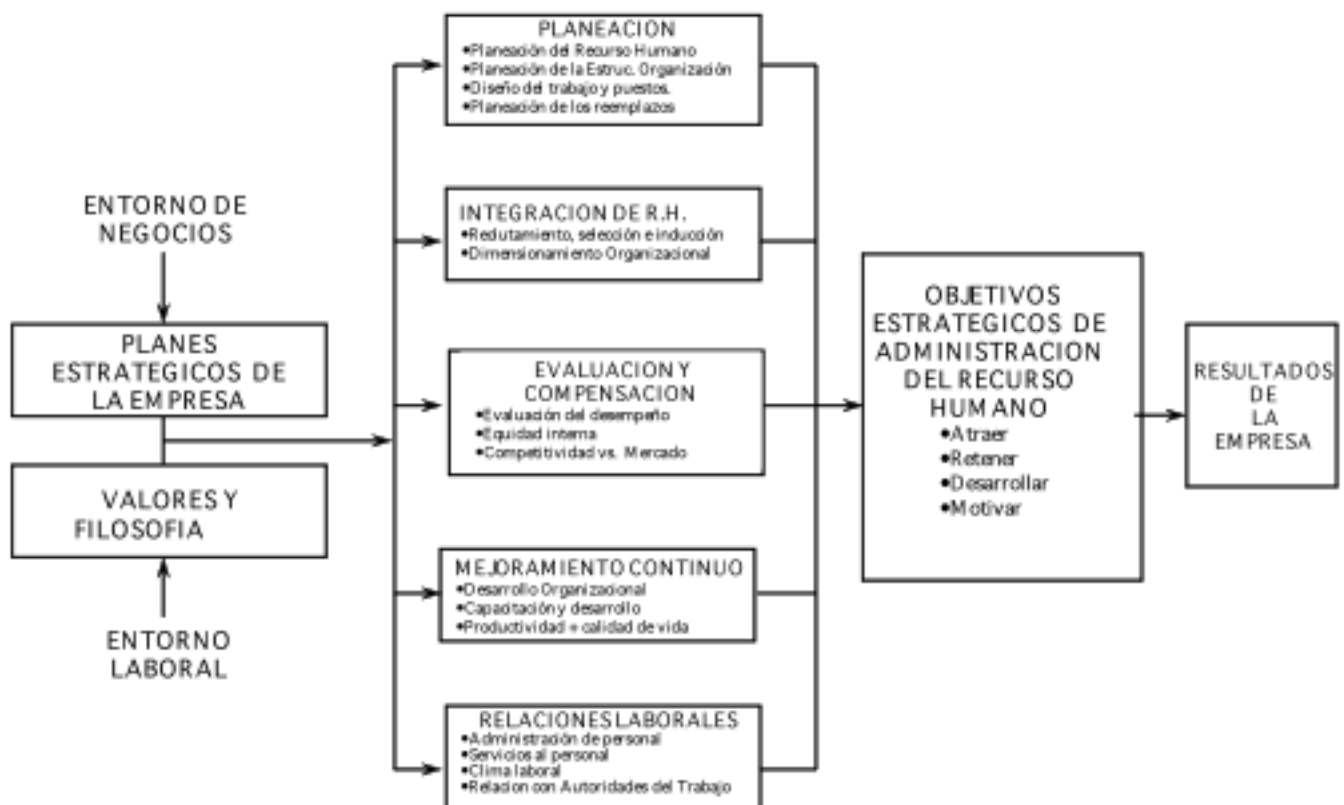 ENTORNO DE
NEGOCIOS
PLANES
ESTRATEGICOS DE
LA EMPRESA
VALORES Y
FILOSOFIA
ENTORNO
LABORAL
PLANEACION
•Planeación del Recurso Humano
•Planeación de la Estruc. Organización
•Diseño del trabajo y puestos.
•Planeación de los reemplazos
INTEGRACION DE R.H.
•Reclutamiento, selección e inducción
•Dimensionamiento Organizacional
EVALUACION Y
COMPENSACION
•Evaluación del desempeño
•Equidad interna
•Competitividad vs. Mercado
MEJORAMIENTO CONTINUO
•Desarrollo Organizacional
•Capacitación y desarrollo
•Productividad + calidad de vida
RELACIONES LABORALES
•Administración de personal
•Servicios al personal
•Clima laboral
•Relacion con Autoridades del Trabajo
OBJETIVOS
ESTRATEGICOS DE
ADMINISTRACION
DEL RECURSO
HUMANO
•Atraer
•Retener
•Desarrollar
•Motivar
RESULTADOS
DE
LA
EMPRESA